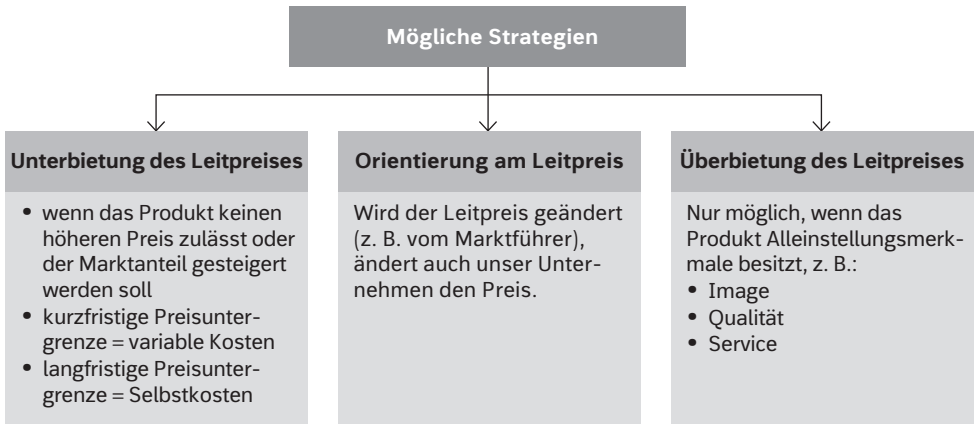 Mögliche Strategien
Unterbietung des Leitpreises
• wenn das Produkt keinen
höheren Preis zulässt oder
der Marktanteil gesteigert
werden soll
• kurzfristige Preisunter-
grenze = variable Kosten
• langfristige Preisunter-
grenze = Selbstkosten
Orientierung am Leitpreis
Wird der Leitpreis geändert
(z. B. vom Marktführer),
ändert auch unser Unter-
nehmen den Preis.
Überbietung des Leitpreises
Nur möglich, wenn das
Produkt Alleinstellungsmerk-
male besitzt, z. B.:
• Image
• Qualität
• Service